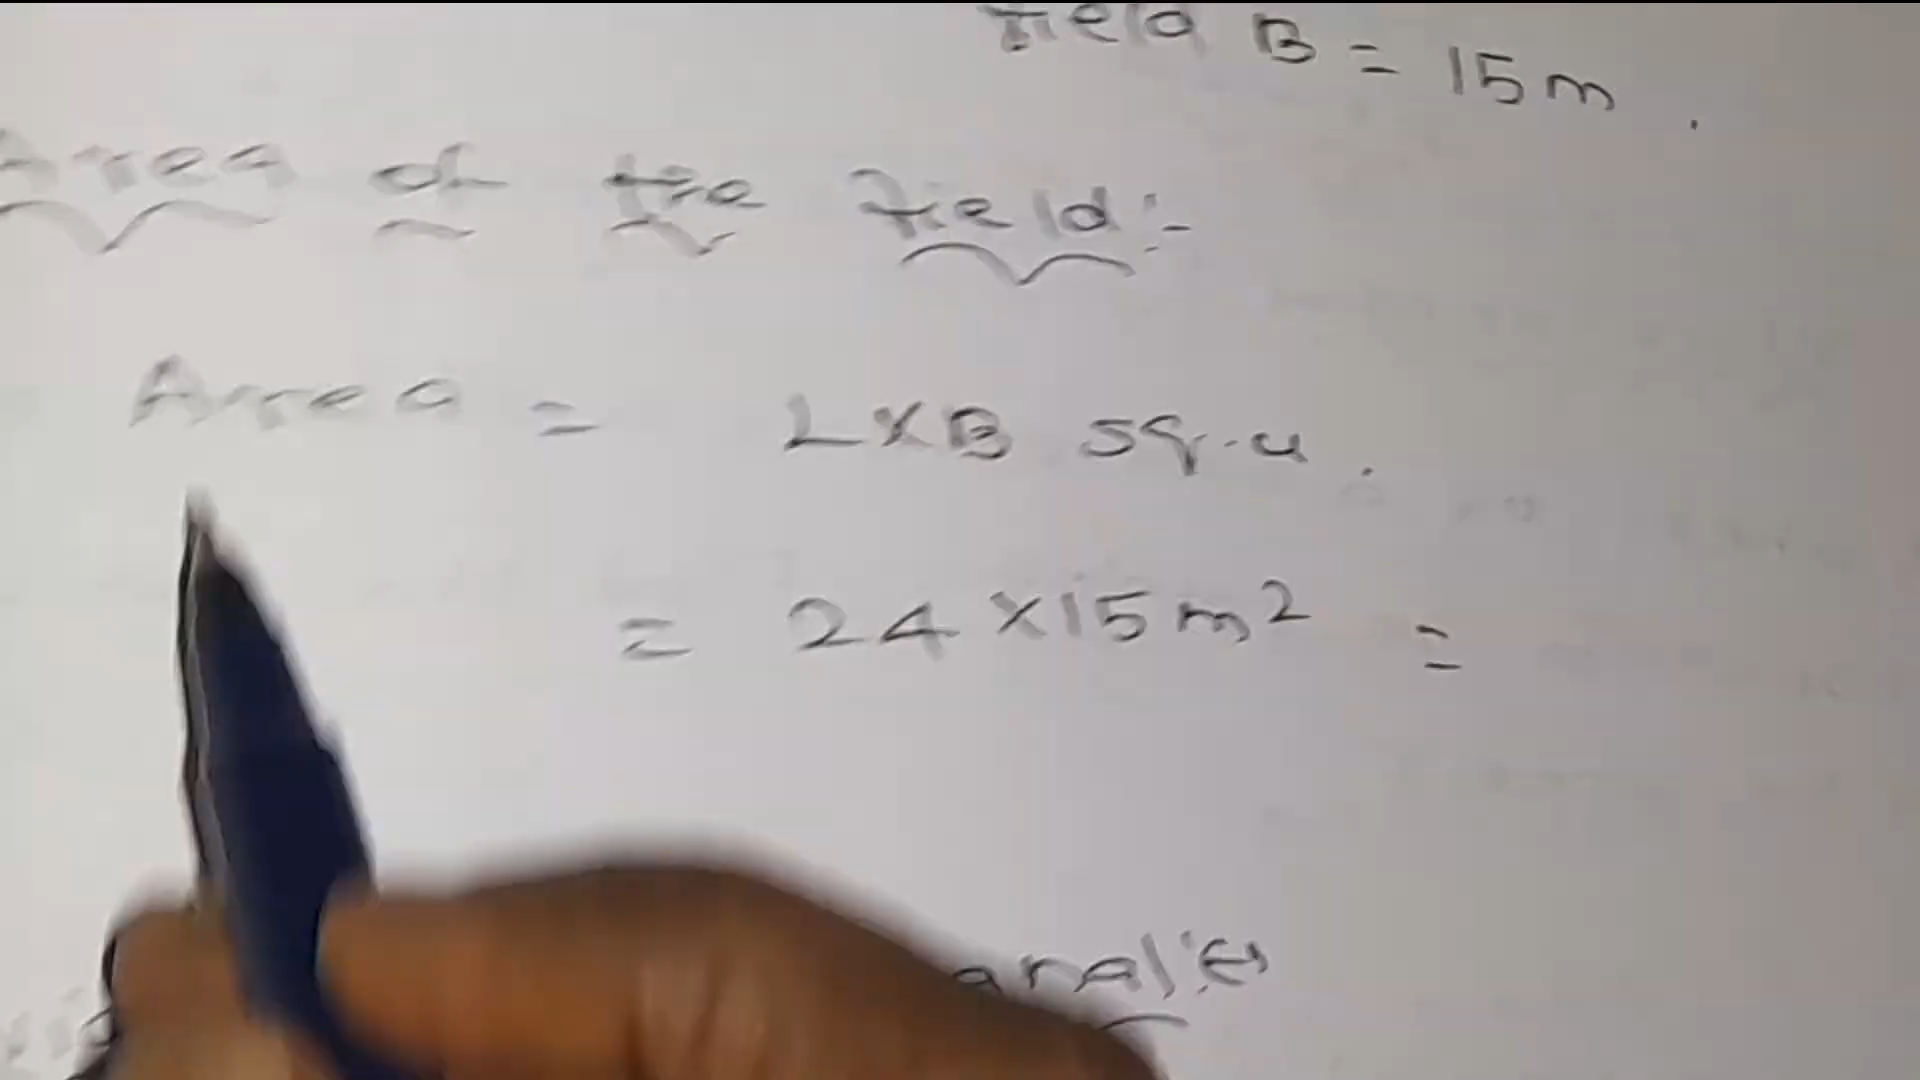 field B = 15m.
Area of the field:-
Area = L×B sq.u.
= 24×15m² =